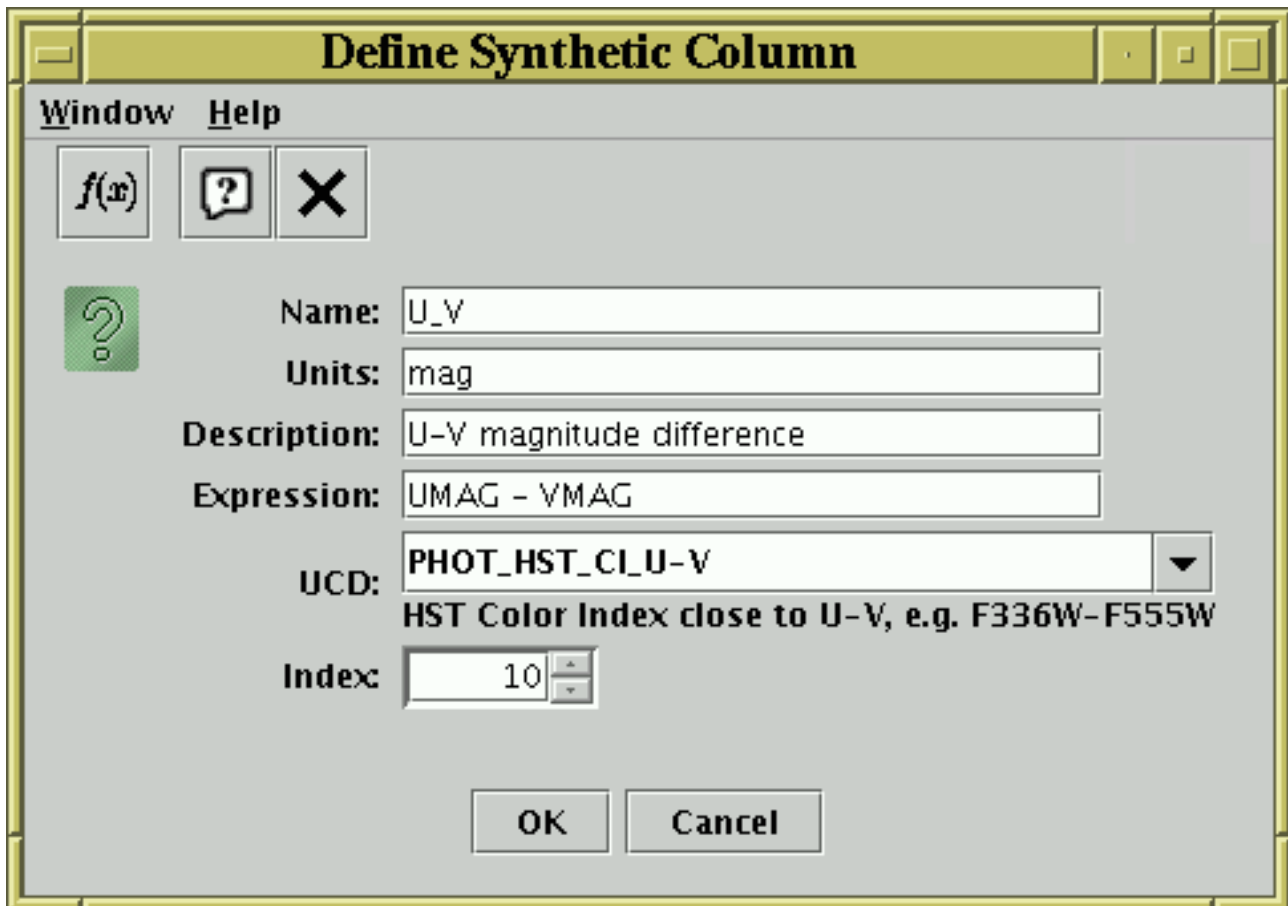 Define Synthetic Column
Window Help
f(x) ?
?
Name: U_V
Units: mag
Description: U-V magnitude difference
Expression: UMAG - VMAG
UCD: PHOT_HST_CI_U-V
HST Color Index close to U-V, e.g. F336W-F555W
Index: 10
OK Cancel